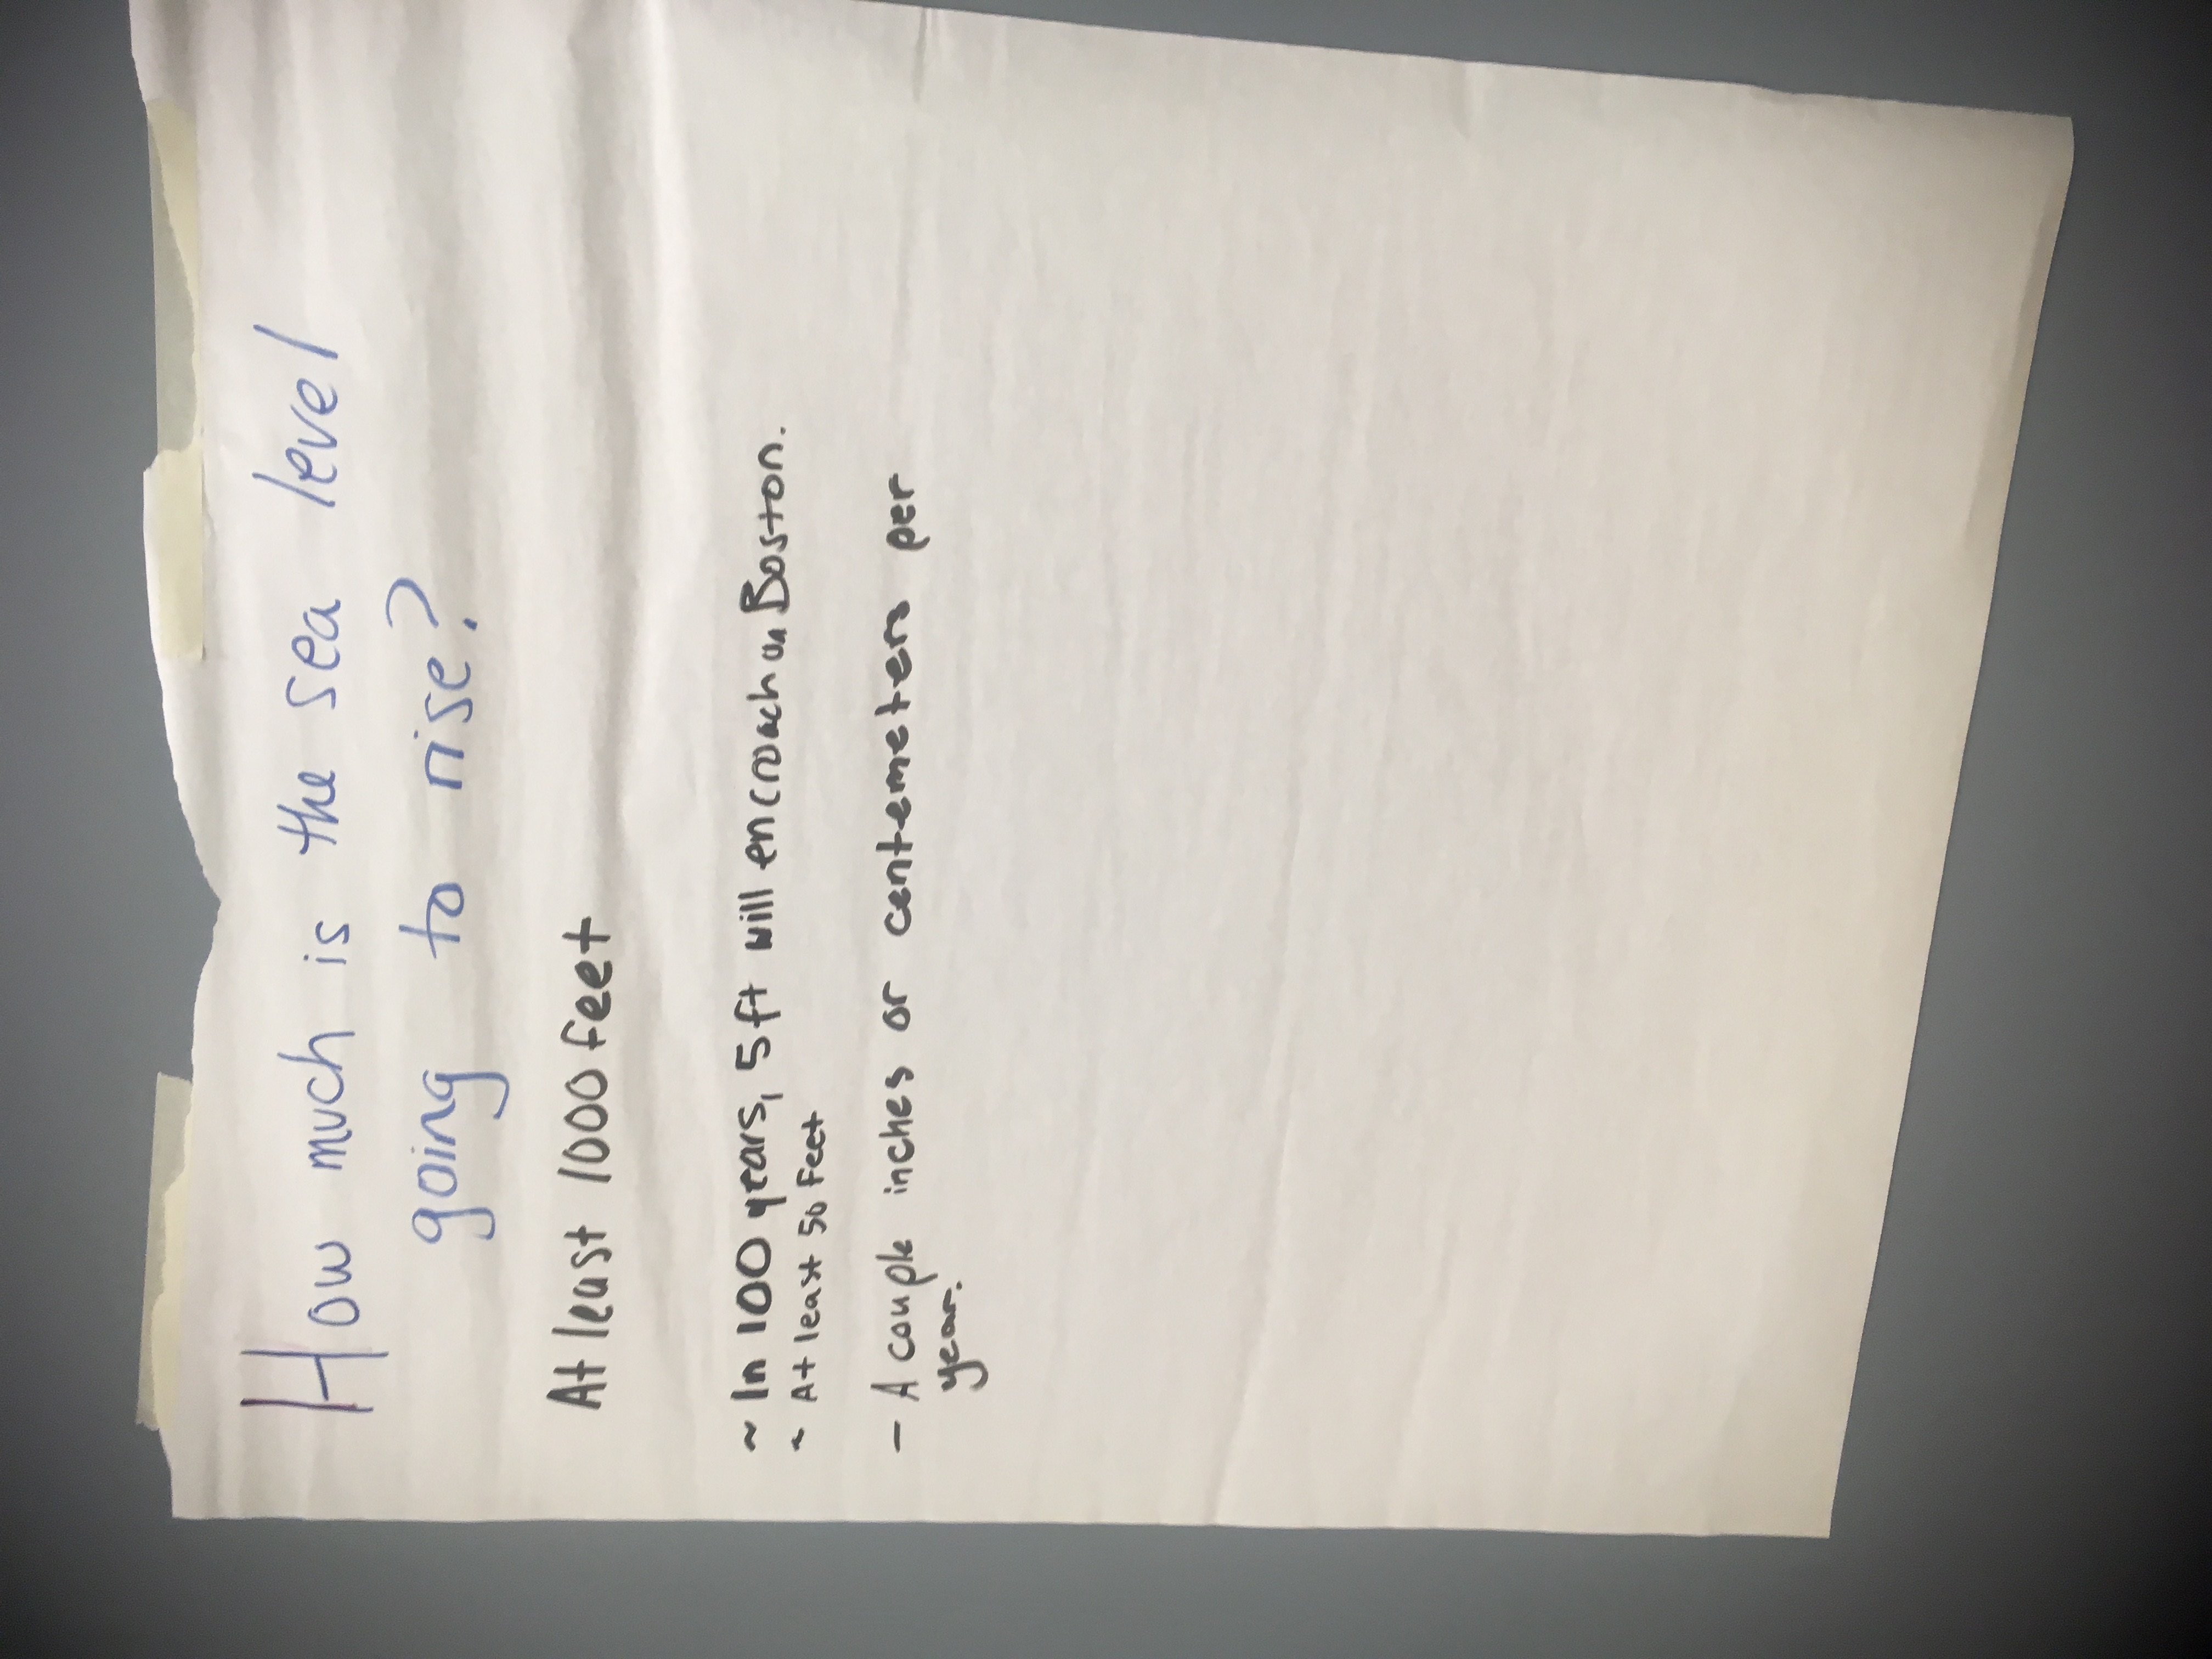 How much is the sea level
going to rise?
At least 1000 feet
~ In 100 years, 5ft will encroach on Boston.
~ At least 50 Feet
- A couple inches or centemeters per
year.